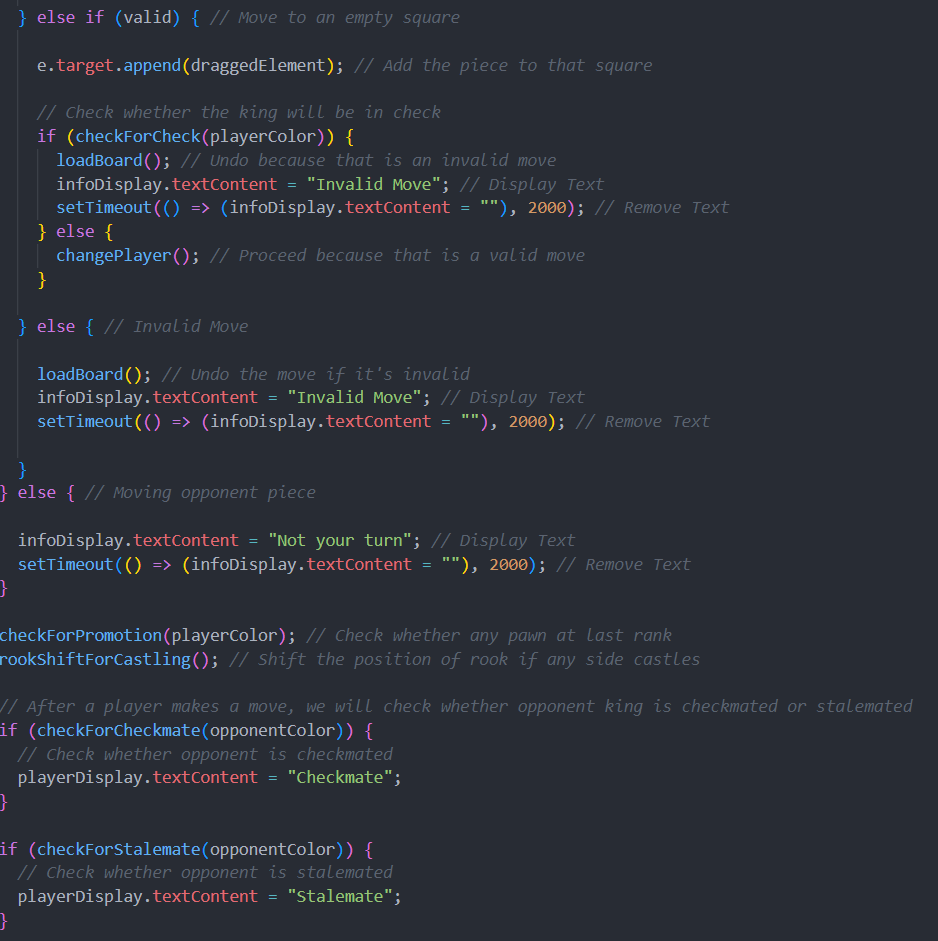 } else if (valid) { // Move to an empty square
e.target.append(draggedElement); // Add the piece to that square
// Check whether the king will be in check
if (checkForCheck(playerColor)) {
loadBoard(); // Undo because that is an invalid move
infoDisplay.textContent = "Invalid Move"; // Display Text
setTimeout(() => (infoDisplay.textContent = ""), 2000); // Remove Text
} else {
changePlayer(); // Proceed because that is a valid move
}
} else { // Invalid Move
loadBoard(); // Undo the move if it's invalid
infoDisplay.textContent = "Invalid Move"; // Display Text
setTimeout(() => (infoDisplay.textContent = ""), 2000); // Remove Text
}
} else { // Moving opponent piece
infoDisplay.textContent = "Not your turn"; // Display Text
setTimeout(() => (infoDisplay.textContent = ""), 2000); // Remove Text
}
checkForPromotion(playerColor); // Check whether any pawn at last rank
rookShiftForCastling(); // Shift the position of rook if any side castles
// After a player makes a move, we will check whether opponent king is checkmated or stalemated
if (checkForCheckmate(opponentColor)) {
// Check whether opponent is checkmated
playerDisplay.textContent = "Checkmate";
}
if (checkForStalemate(opponentColor)) {
// Check whether opponent is stalemated
playerDisplay.textContent = "Stalemate";
}